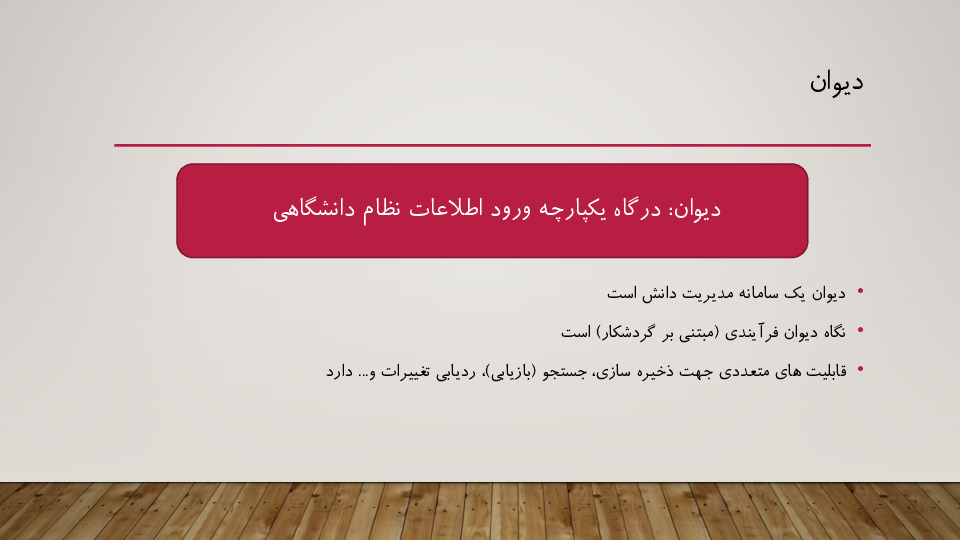 دیوان
دیوان: درگاه یکپارچه ورود اطلاعات نظام دانشگاهی
• دیوان یک سامانه مدیریت دانش است
• نگاه دیوان فرآیندی (مبتنی بر گردشکار) است
• قابلیت های متعددی جهت ذخیره سازی، جستجو (بازیابی)، ردیابی تغییرات و... دارد